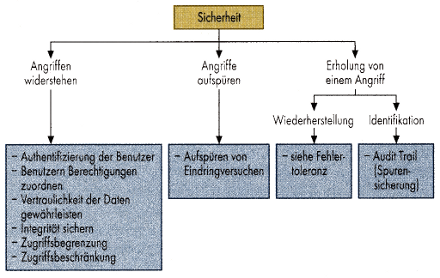 Sicherheit
Angriffen
widerstehen
Angriffe
aufspüren
Erholung von
einem Angriff
Wiederherstellung
Identifikation
– Authentifizierung der Benutzer
– Benutzern Berechtigungen
zuordnen
– Vertraulichkeit der Daten
gewährleisten
– Integrität sichern
– Zugriffsbegrenzung
– Zugriffsbeschränkung
– Aufspüren von
Eindringversuchen
– siehe Fehler-
toleranz
– Audit Trail
(Spuren-
sicherung)